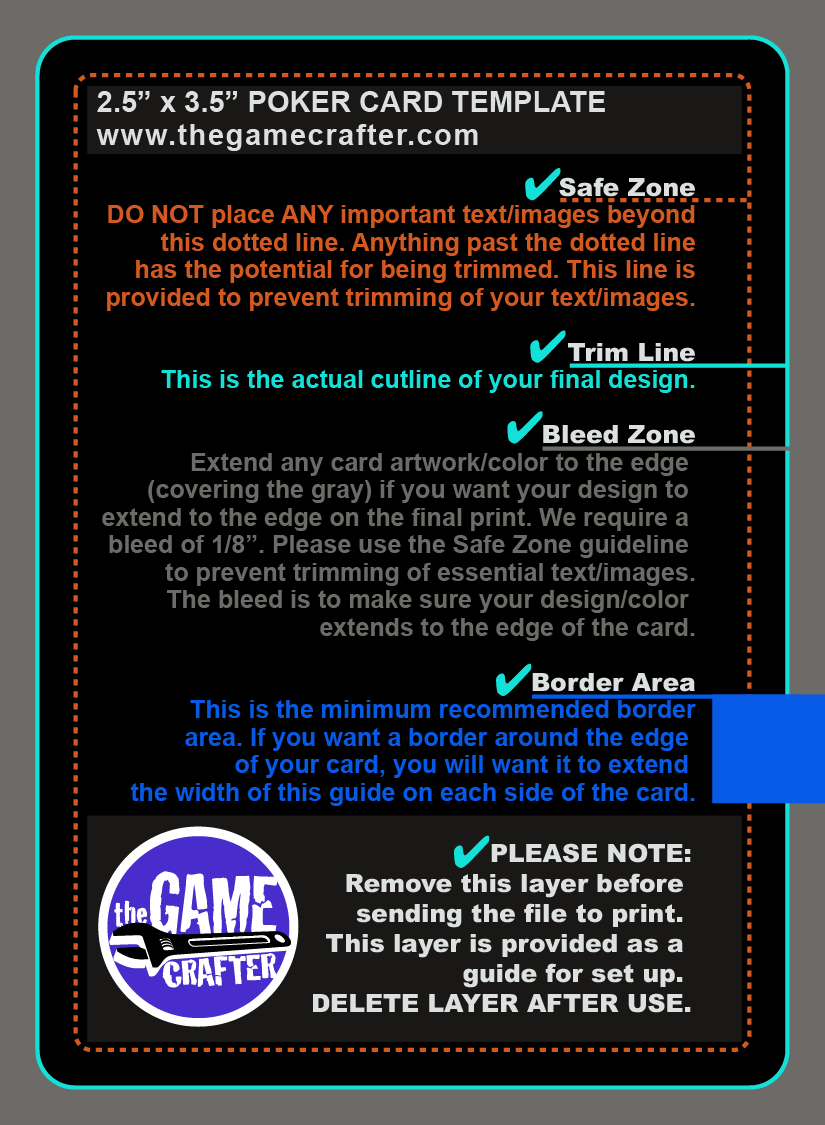 2.5” x 3.5” POKER CARD TEMPLATE
www.thegamecrafter.com
✔Safe Zone
DO NOT place ANY important text/images beyond
this dotted line. Anything past the dotted line
has the potential for being trimmed. This line is
provided to prevent trimming of your text/images.
✔Trim Line
This is the actual cutline of your final design.
✔Bleed Zone
Extend any card artwork/color to the edge
(covering the gray) if you want your design to
extend to the edge on the final print. We require a
bleed of 1/8”. Please use the Safe Zone guideline
to prevent trimming of essential text/images.
The bleed is to make sure your design/color
extends to the edge of the card.
✔Border Area
This is the minimum recommended border
area. If you want a border around the edge
of your card, you will want it to extend
the width of this guide on each side of the card.
the GAME
CRAFTER
✔PLEASE NOTE:
Remove this layer before
sending the file to print.
This layer is provided as a
guide for set up.
DELETE LAYER AFTER USE.